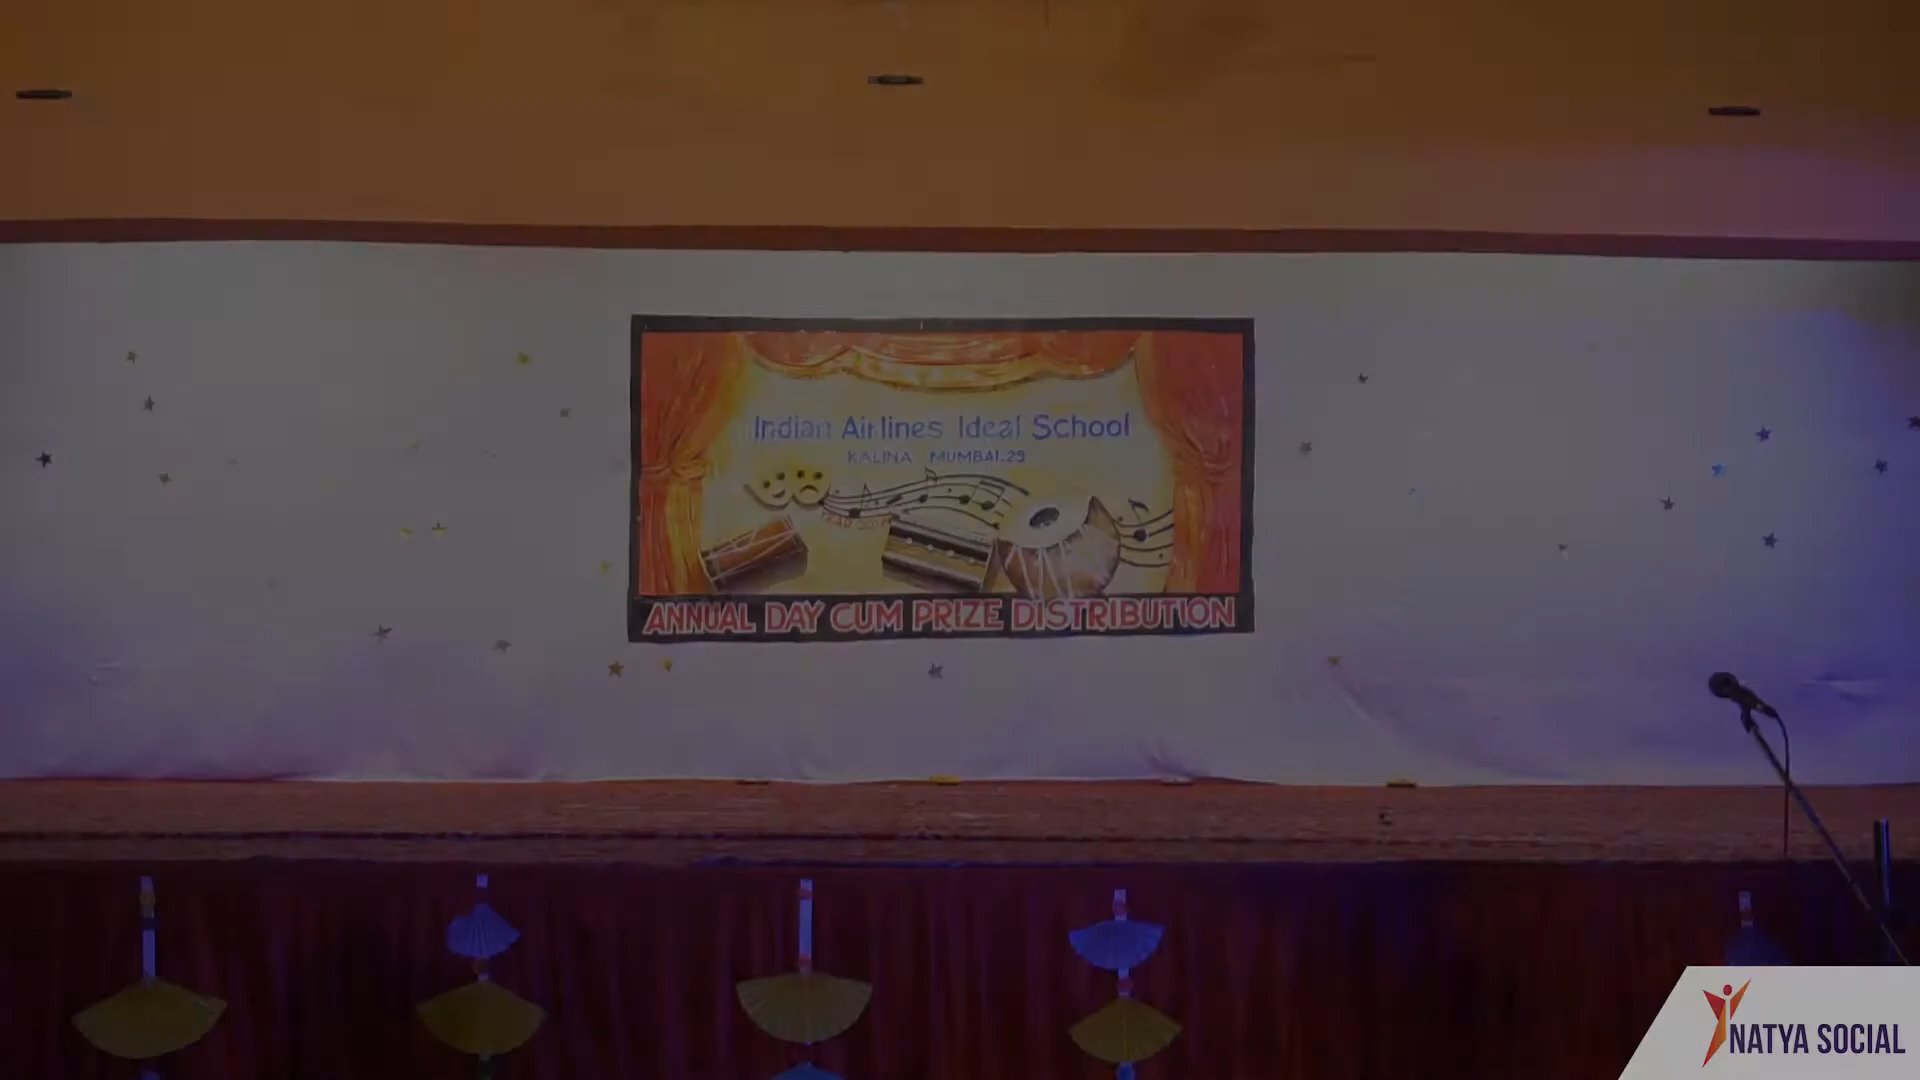 Indian Airlines Ideal School
KALINA MUMBAI.29
ANNUAL DAY CUM PRIZE DISTRIBUTION
NATYA SOCIAL